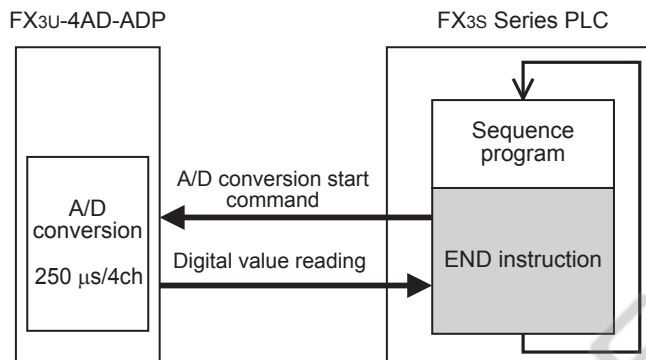 FX3U-4AD-ADP
FX3S Series PLC
Sequence
program
A/D conversion start
command
A/D
conversion
250 μs/4ch
Digital value reading
END instruction